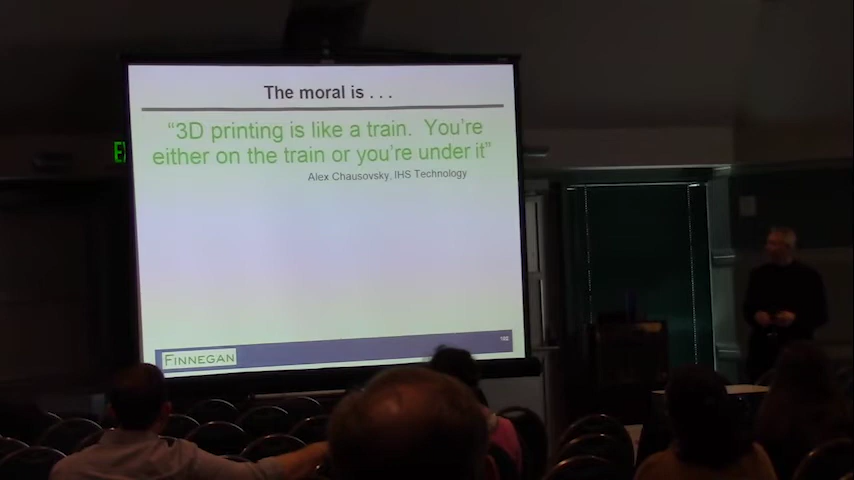 The moral is . . .
“3D printing is like a train.  You’re
either on the train or you’re under it”
Alex Chausovsky, IHS Technology
FINNEGAN